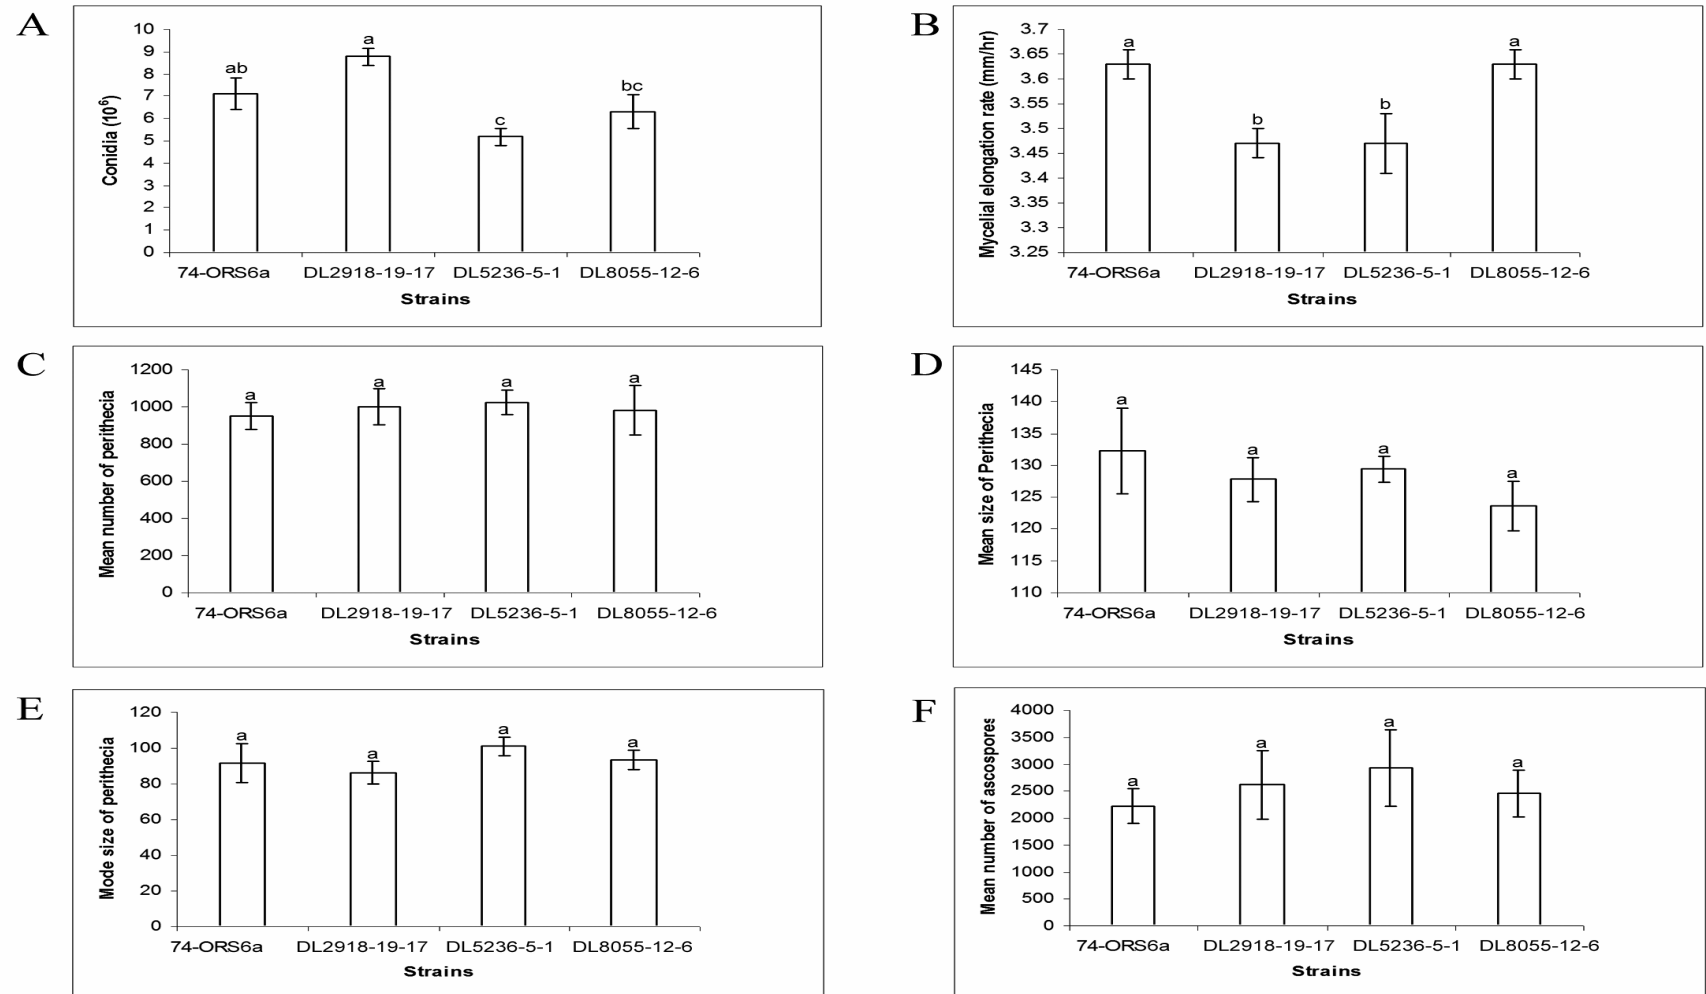 A
Conidia (10⁶)
10
9
8
7
6
5
4
3
2
1
0
ab
a
c
bc
74-ORS6a DL2918-19-17 DL5236-5-1 DL8055-12-6
Strains
B
Mycelial elongation rate (mm/hr)
3.7
3.65
3.6
3.55
3.5
3.45
3.4
3.35
3.3
3.25
a
b
b
a
74-ORS6a DL2918-19-17 DL5236-5-1 DL8055-12-6
Strains
C
Mean number of perithecia
1200
1000
800
600
400
200
0
a
a
a
a
74-ORS6a DL2918-19-17 DL5236-5-1 DL8055-12-6
Strains
D
Mean size of Perithecia
145
140
135
130
125
120
115
110
a
a
a
a
74-ORS6a DL2918-19-17 DL5236-5-1 DL8055-12-6
Strains
E
Mode size of perithecia
120
100
80
60
40
20
0
a
a
a
a
74-ORS6a DL2918-19-17 DL5236-5-1 DL8055-12-6
Strains
F
Mean number of ascospores
4000
3500
3000
2500
2000
1500
1000
500
0
a
a
a
a
74-ORS6a DL2918-19-17 DL5236-5-1 DL8055-12-6
Strains